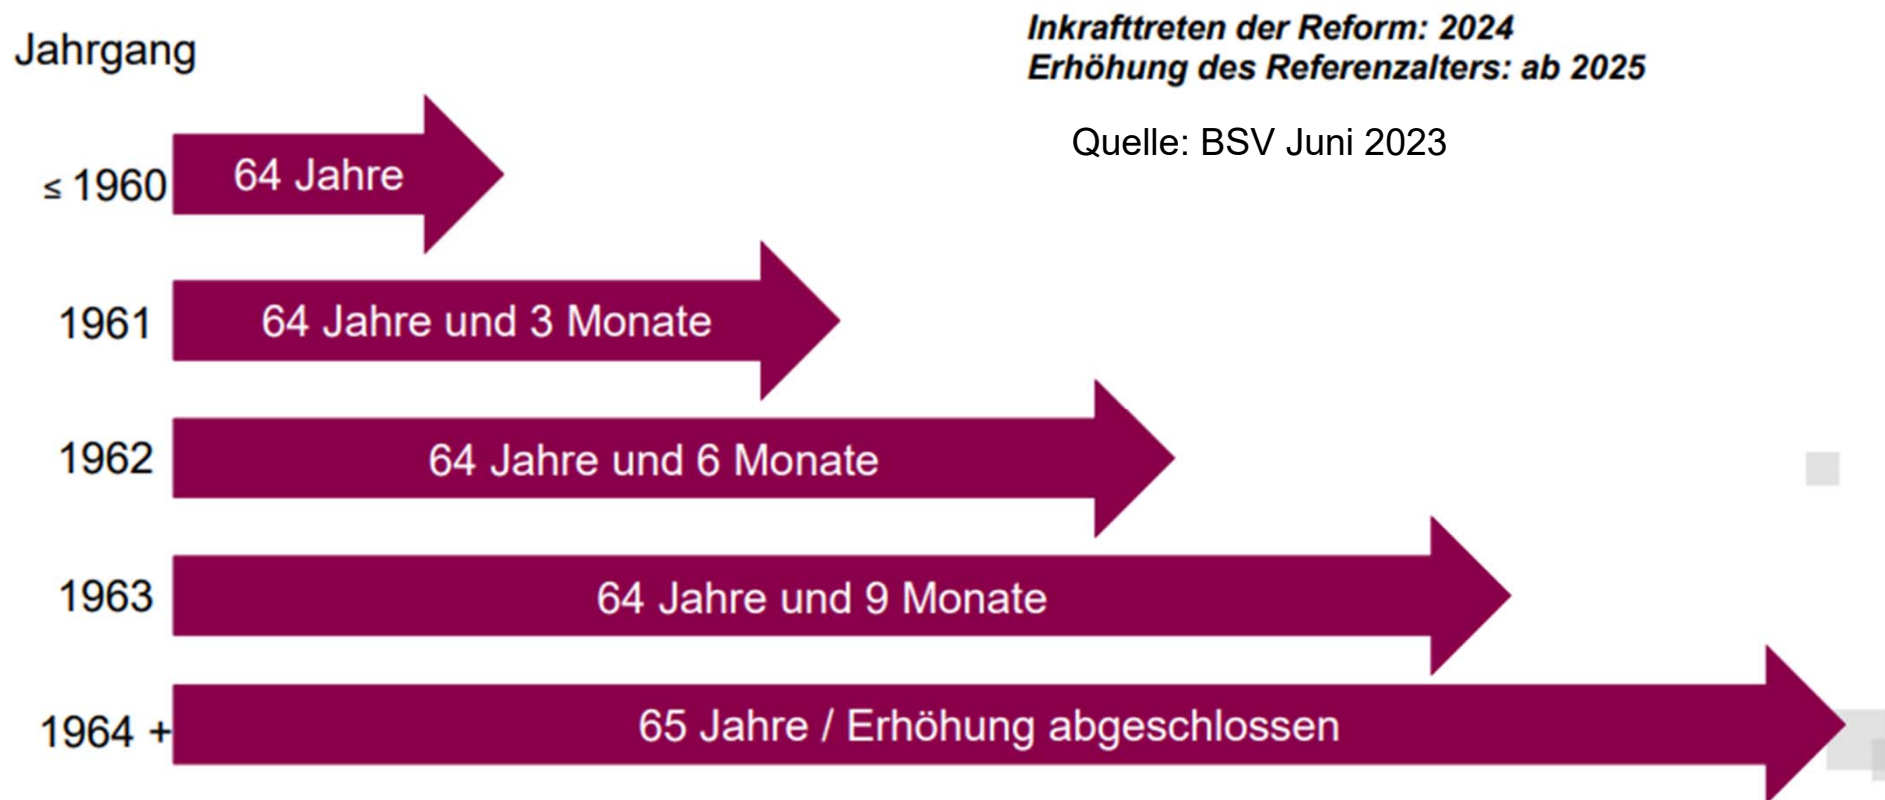 Jahrgang
Inkrafttreten der Reform: 2024
Erhöhung des Referenzalters: ab 2025
Quelle: BSV Juni 2023
≤ 1960 64 Jahre
1961 64 Jahre und 3 Monate
1962 64 Jahre und 6 Monate
1963 64 Jahre und 9 Monate
1964 + 65 Jahre / Erhöhung abgeschlossen